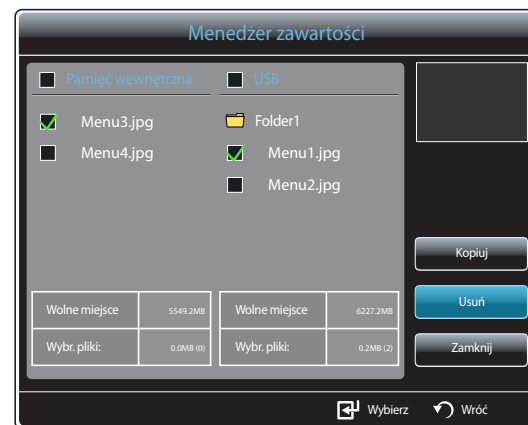 Menedżer zawartości
Pamięć wewnętrzna USB
Menu3.jpg Folder1
Menu4.jpg Menu1.jpg
Menu2.jpg
Kopiuj
Wolne miejsce 5549.2MB Wolne miejsce 6227.2MB Usuń
Wybr. pliki: 0.0MB (0) Wybr. pliki: 0.2MB (2) Zamknij
Wybierz Wróć